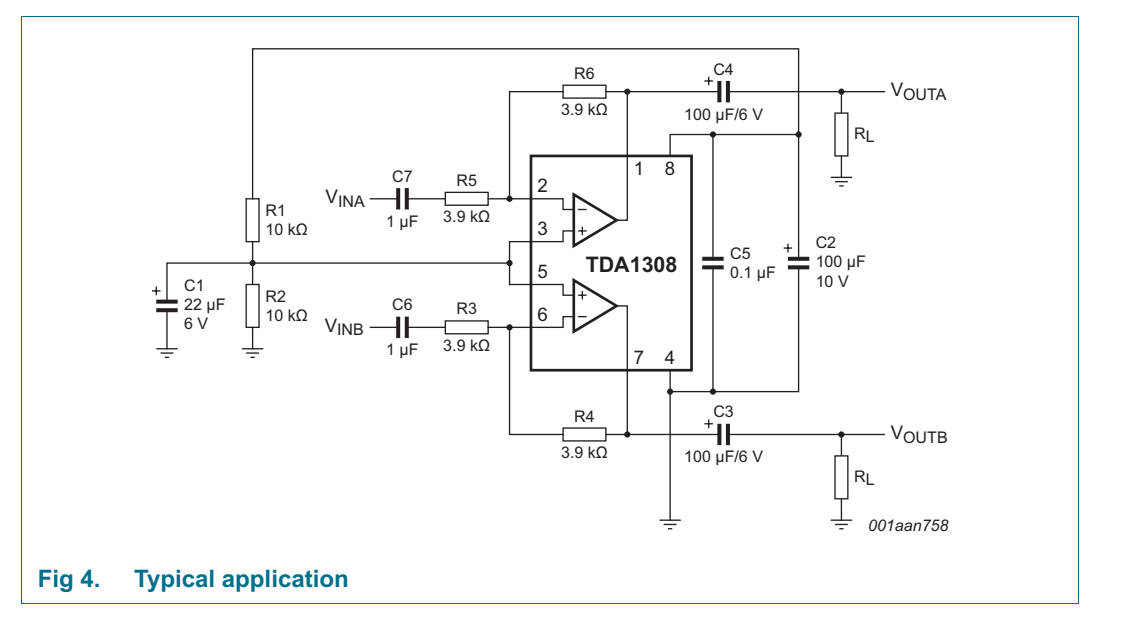 R6
3.9 kΩ
+
C4
100 μF/6 V
VOUTA
RL
1
8
C7
VINA
1 μF
R5
3.9 kΩ
2
−
3
+
R1
10 kΩ
TDA1308
C5
0.1 μF
+
C2
100 μF
10 V
+
C1
22 μF
6 V
R2
10 kΩ
5
+
6
−
C6
VINB
1 μF
R3
3.9 kΩ
7
4
R4
3.9 kΩ
+
C3
100 μF/6 V
VOUTB
RL
001aan758
Fig 4. Typical application